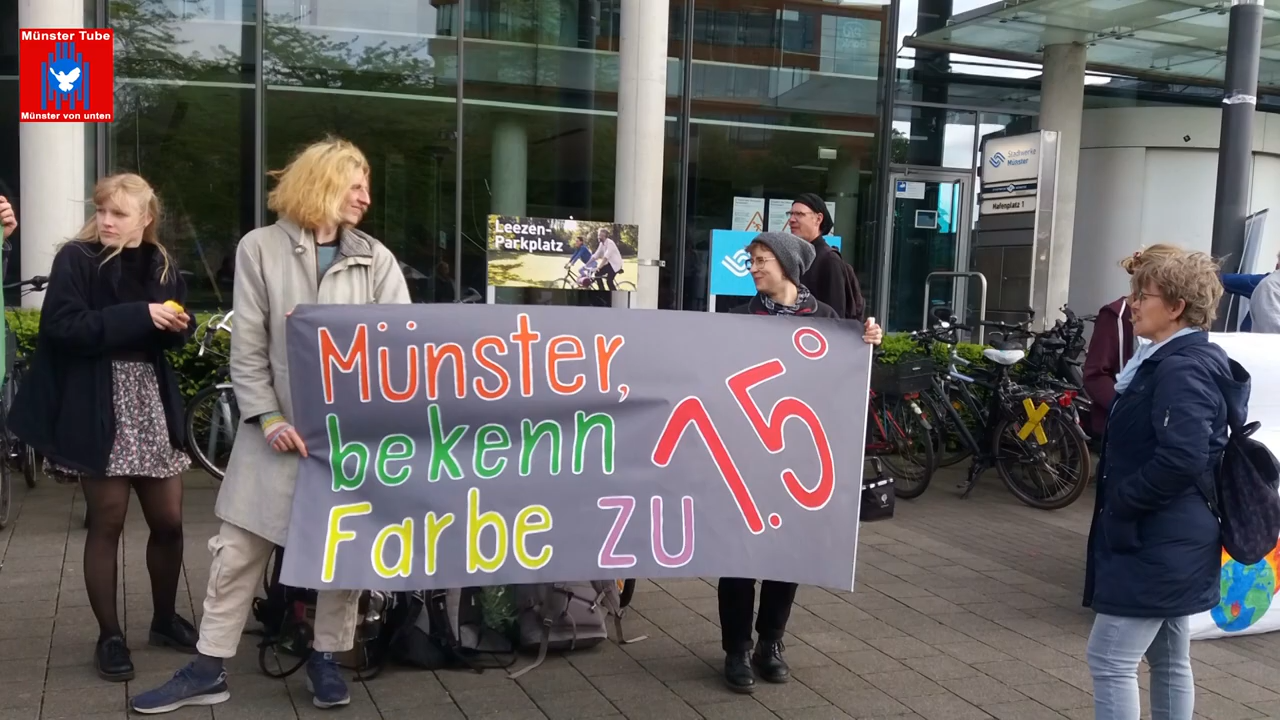 Münster Tube
Münster von unten
Leezen-
Parkplatz
Stadtwerke
Münster
Hafenplatz 1
Münster,
bekenn
Farbe zu
1.5°